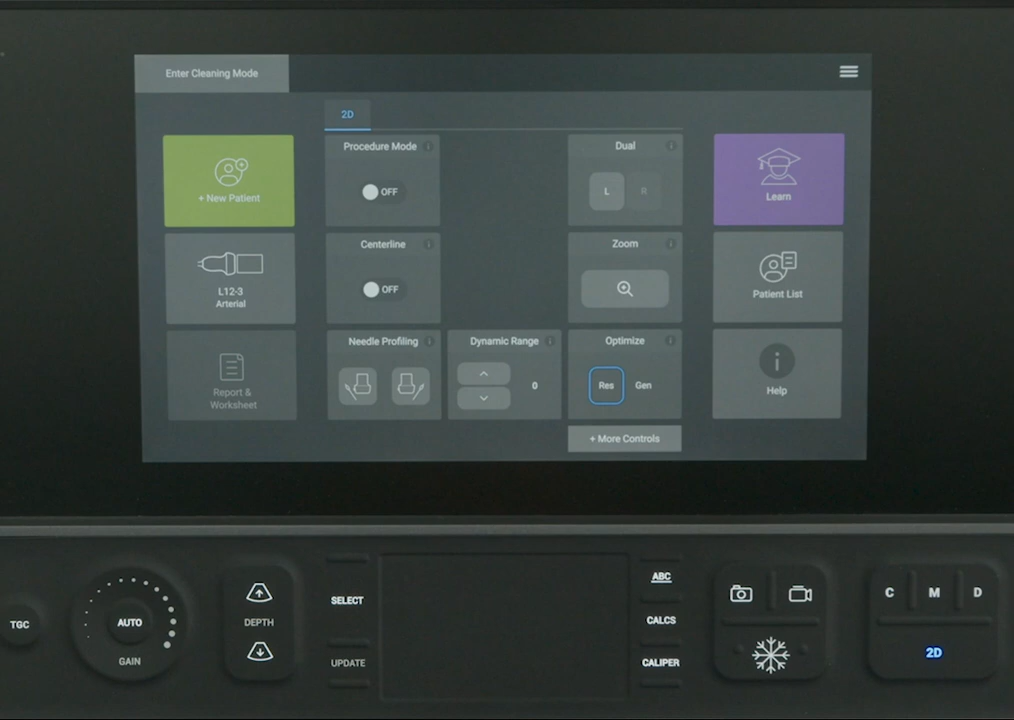 Enter Cleaning Mode
2D
+ New Patient
Procedure Mode
OFF
Dual
L
R
Learn
L12-3
Arterial
Centerline
OFF
Zoom
Patient List
Report &
Worksheet
Needle Profiling
Dynamic Range
0
Optimize
Res
Gen
Help
+ More Controls
TGC
AUTO
GAIN
DEPTH
SELECT
UPDATE
ABC
CALCS
CALIPER
C
M
D
2D